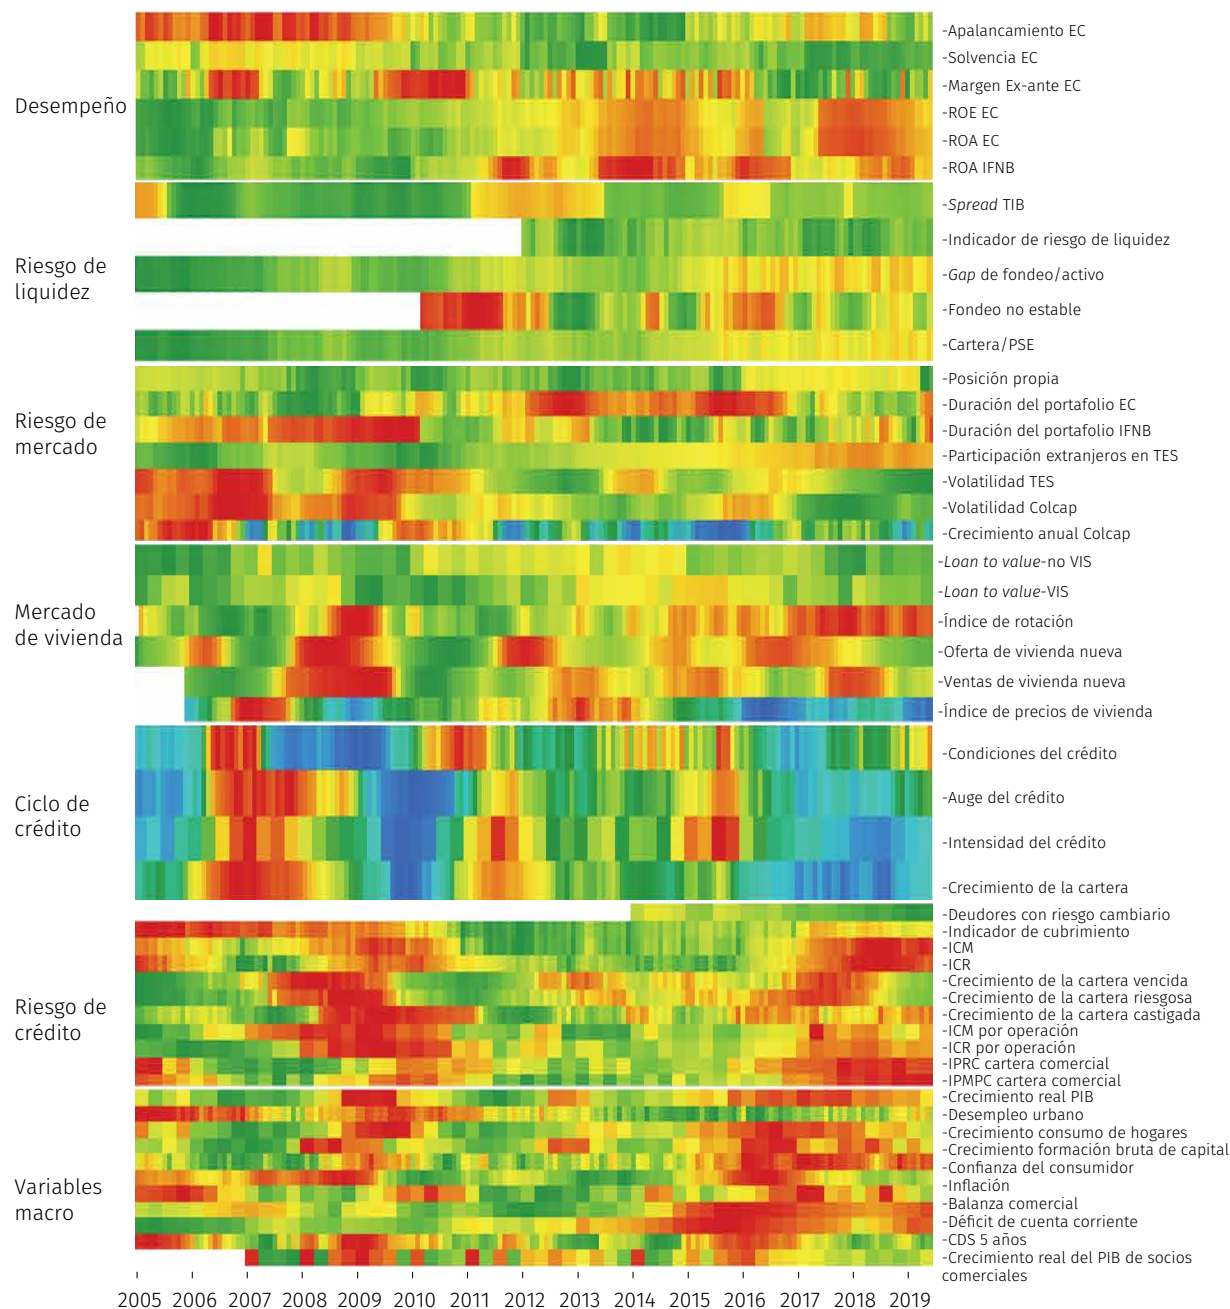 Desempeño
-Apalancamiento EC
-Solvencia EC
-Margen Ex-ante EC
-ROE EC
-ROA EC
-ROA IFNB
Riesgo de
liquidez
-Spread TIB
-Indicador de riesgo de liquidez
-Gap de fondeo/activo
-Fondeo no estable
-Cartera/PSE
Riesgo de
mercado
-Posición propia
-Duración del portafolio EC
-Duración del portafolio IFNB
-Participación extranjeros en TES
-Volatilidad TES
-Volatilidad Colcap
-Crecimiento anual Colcap
Mercado
de vivienda
-Loan to value-no VIS
-Loan to value-VIS
-Índice de rotación
-Oferta de vivienda nueva
-Ventas de vivienda nueva
-Índice de precios de vivienda
Ciclo de
crédito
-Condiciones del crédito
-Auge del crédito
-Intensidad del crédito
-Crecimiento de la cartera
Riesgo de
crédito
-Deudores con riesgo cambiario
-Indicador de cubrimiento
-ICM
-ICR
-Crecimiento de la cartera vencida
-Crecimiento de la cartera riesgosa
-Crecimiento de la cartera castigada
-ICM por operación
-ICR por operación
-IPRC cartera comercial
-IPMPC cartera comercial
Variables
macro
-Crecimiento real PIB
-Desempleo urbano
-Crecimiento consumo de hogares
-Crecimiento formación bruta de capital
-Confianza del consumidor
-Inflación
-Balanza comercial
-Déficit de cuenta corriente
-CDS 5 años
-Crecimiento real del PIB de socios
comerciales
2005 2006 2007 2008 2009 2010 2011 2012 2013 2014 2015 2016 2017 2018 2019